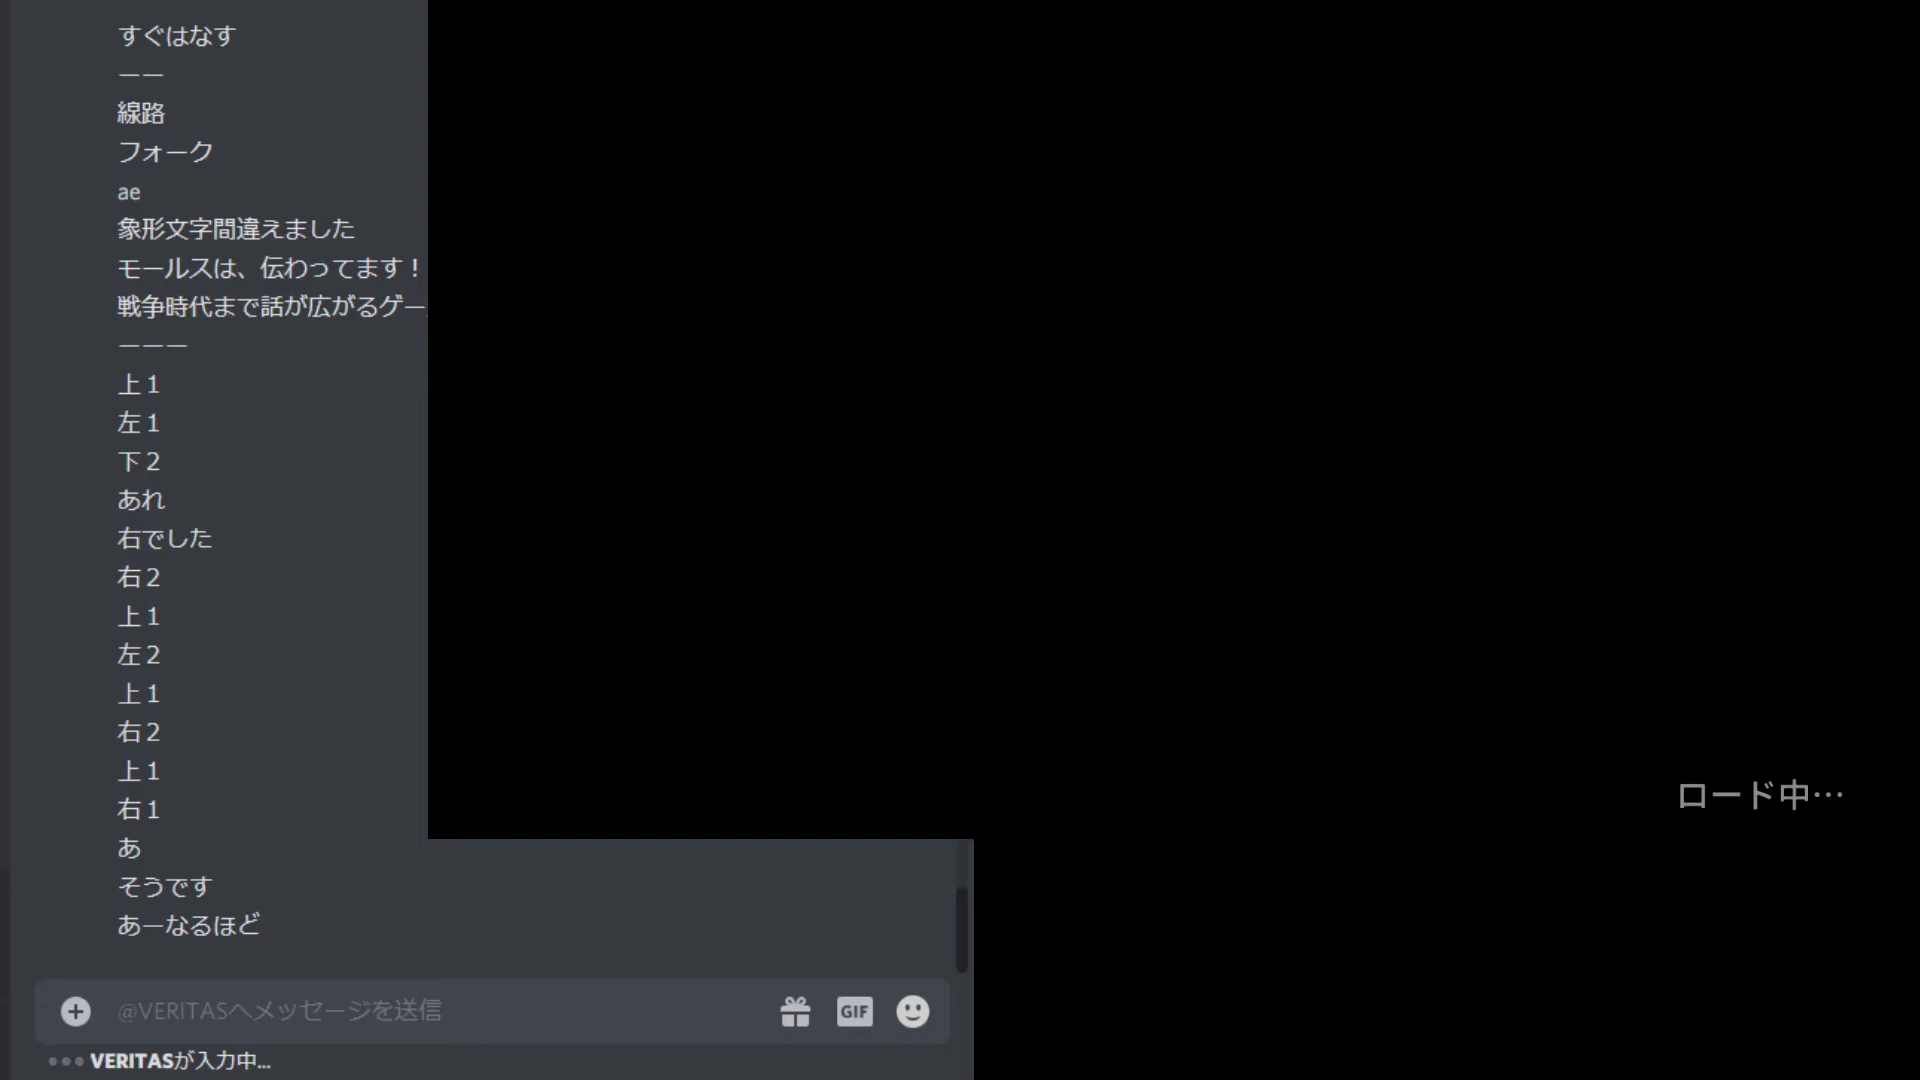 すぐはなす
ーー
線路
フォーク
ae
象形文字間違えました
モールスは、伝わってます！
戦争時代まで話が広がるゲー
ーーー
上１
左１
下２
あれ
右でした
右２
上１
左２
上１
右２
上１
右１
あ
そうです
あーなるほど
@VERITASへメッセージを送信
GIF
VERITASが入力中...
ロード中…